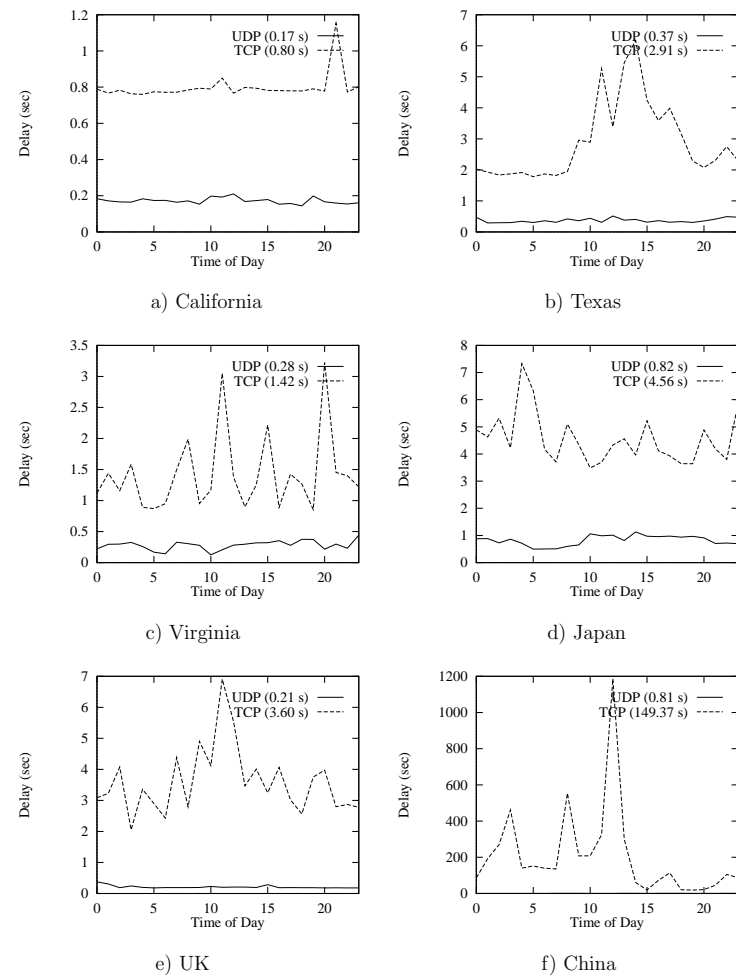 1.2
1
0.8
0.6
0.4
0.2
0
Delay (sec)
UDP (0.17 s)
TCP (0.80 s)
0 5 10 15 20
Time of Day
a) California
7
6
5
4
3
2
1
0
Delay (sec)
UDP (0.37 s)
TCP (2.91 s)
0 5 10 15 20
Time of Day
b) Texas
3.5
3
2.5
2
1.5
1
0.5
0
Delay (sec)
UDP (0.28 s)
TCP (1.42 s)
0 5 10 15 20
Time of Day
c) Virginia
8
7
6
5
4
3
2
1
0
Delay (sec)
UDP (0.82 s)
TCP (4.56 s)
0 5 10 15 20
Time of Day
d) Japan
7
6
5
4
3
2
1
0
Delay (sec)
UDP (0.21 s)
TCP (3.60 s)
0 5 10 15 20
Time of Day
e) UK
1200
1000
800
600
400
200
0
Delay (sec)
UDP (0.81 s)
TCP (149.37 s)
0 5 10 15 20
Time of Day
f) China